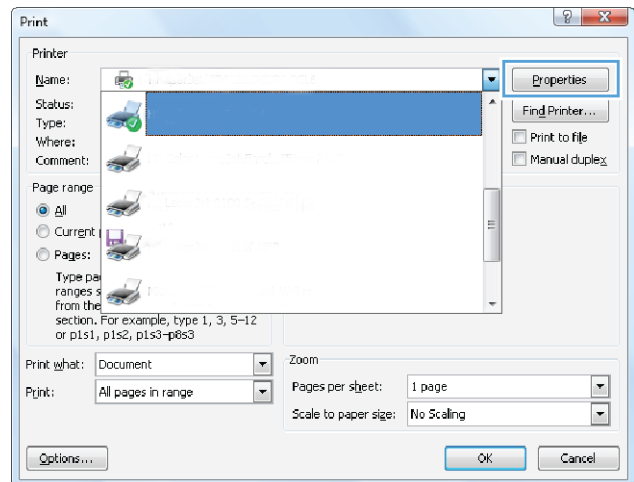 Print
Printer
Name:
Properties
Status:
Find Printer...
Type:
Print to file
Where:
Comment:
Manual duplex
Page range
All
Current
Pages:
Type
ranges
from the
section. For example, type 1, 3, 5–12
or p1s1, p1s2, p1s3–p8s3
Print what: Document
Print: All pages in range
Zoom
Pages per sheet: 1 page
Scale to paper size: No Scaling
Options...
OK Cancel